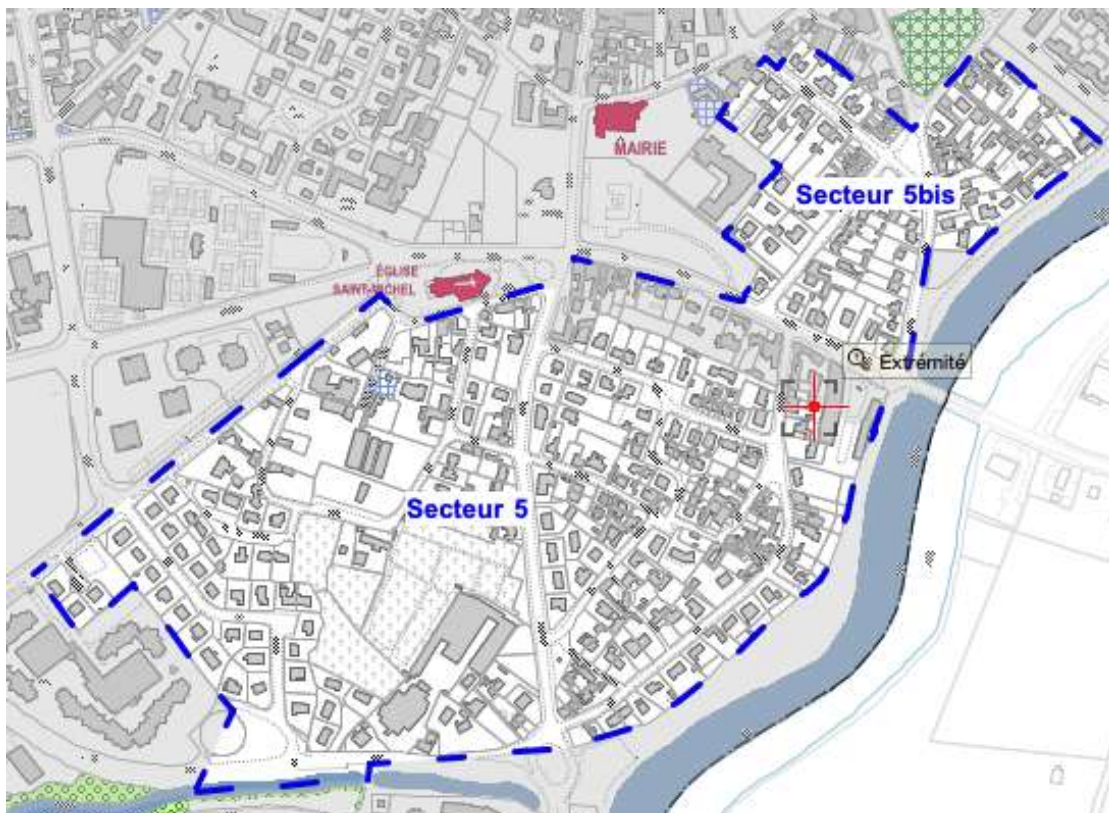 MAIRIE
Secteur 5bis
ÉGLISE
SAINT-MICHEL
Extrémité
Secteur 5